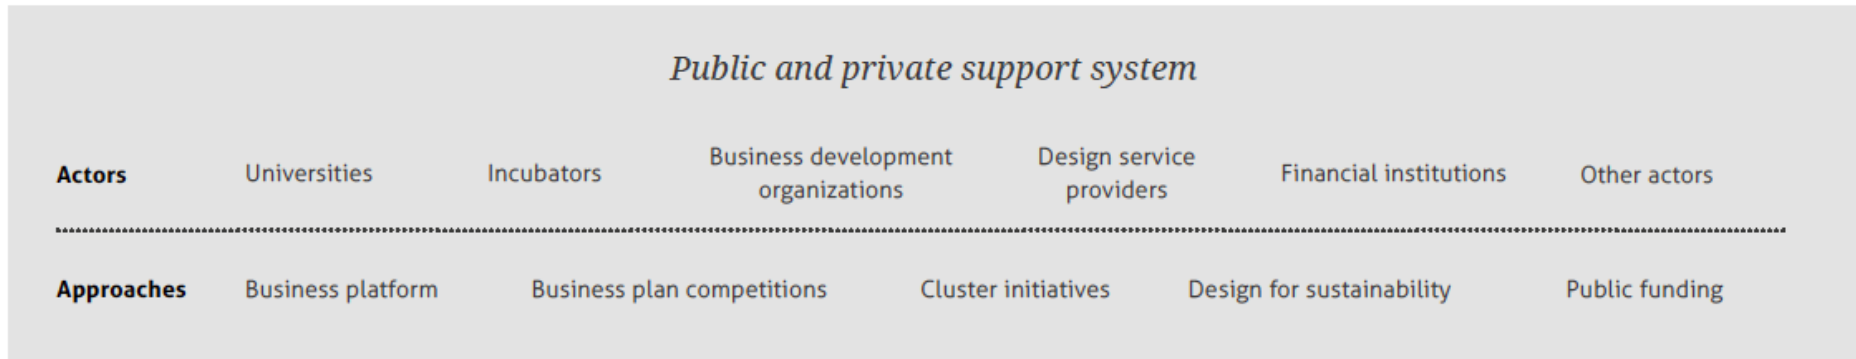 Public and private support system
Actors Universities Incubators Business development organizations Design service providers Financial institutions Other actors
Approaches Business platform Business plan competitions Cluster initiatives Design for sustainability Public funding